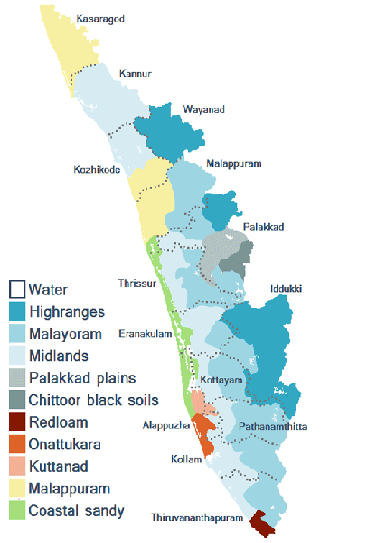 Kasaragod
Kannur
Wayanad
Kozhikode
Malappuram
Palakkad
Thrissur
Iddukki
Eranakulam
Kottayam
Alappuzha
Pathanamthitta
Kollam
Thiruvananthapuram
Water
Highranges
Malayoram
Midlands
Palakkad plains
Chittoor black soils
Redloam
Onattukara
Kuttanad
Malappuram
Coastal sandy